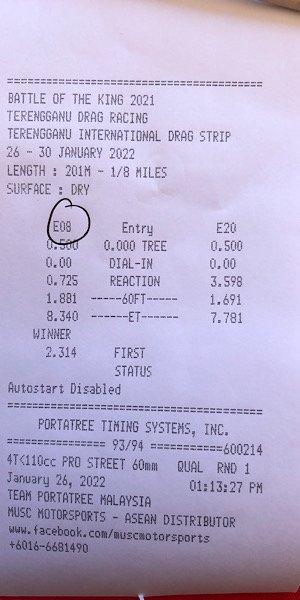 ================================================
BATTLE OF THE KING 2021
TERENGGANU DRAG RACING
TERENGGANU INTERNATIONAL DRAG STRIP
26 - 30 JANUARY 2022
LENGTH : 201M - 1/8 MILES
SURFACE : DRY
E08 Entry E20
0.500 0.000 TREE 0.500
0.00 DIAL-IN 0.00
0.725 REACTION 3.598
1.881 -----60FT----- 1.691
8.340 ------ET------ 7.781
WINNER
2.314 FIRST
STATUS
Autostart Disabled
================================================
PORTATREE TIMING SYSTEMS, INC.
================ 93/94 ============600214
4T<110cc PRO STREET 60mm QUAL RND 1
January 26, 2022 01:13:27 PM
TEAM PORTATREE MALAYSIA
MUSC MOTORSPORTS - ASEAN DISTRIBUTOR
www.facebook.com/muscmotorsports
+6016-6681490